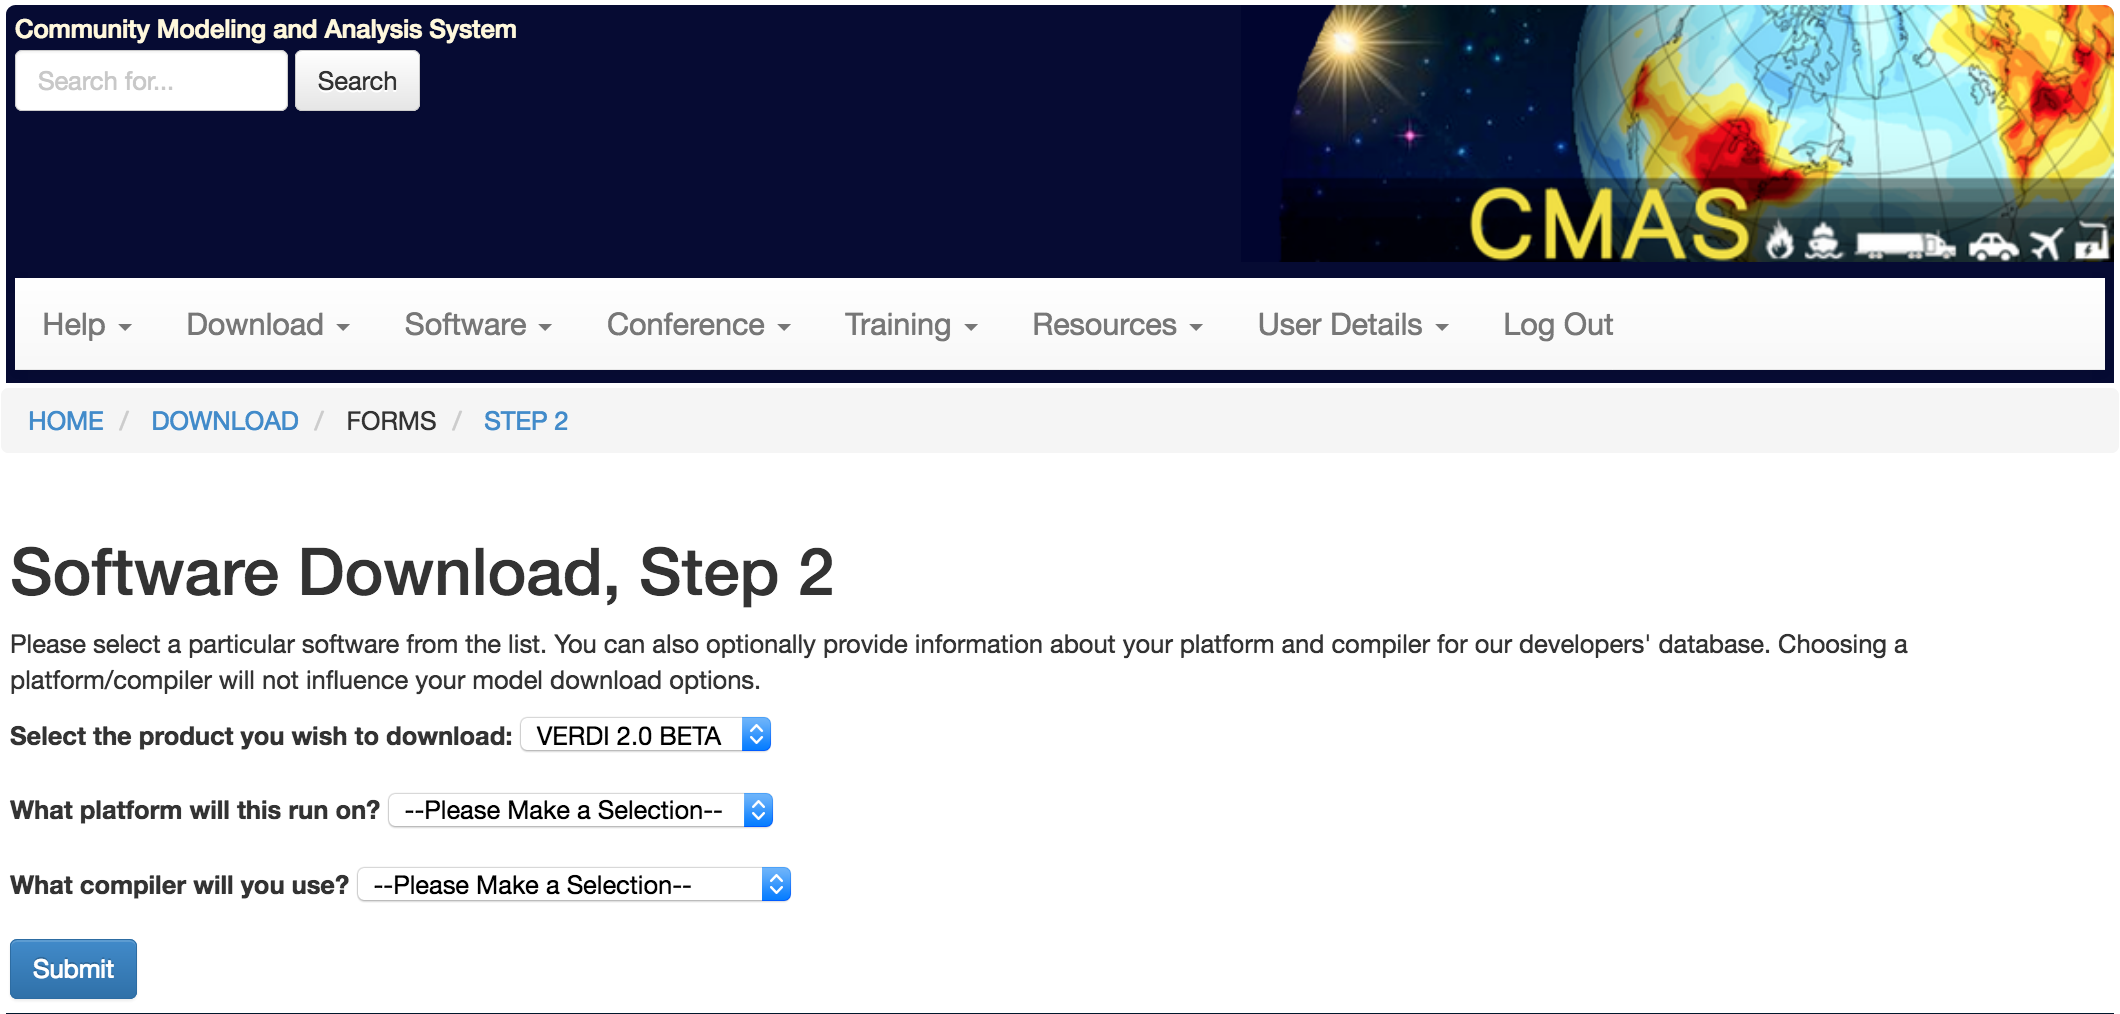 Community Modeling and Analysis System
Search for...
Search
CMAS
Help
Download
Software
Conference
Training
Resources
User Details
Log Out
HOME / DOWNLOAD / FORMS / STEP 2
Software Download, Step 2
Please select a particular software from the list. You can also optionally provide information about your platform and compiler for our developers' database. Choosing a
platform/compiler will not influence your model download options.
Select the product you wish to download: VERDI 2.0 BETA
What platform will this run on? --Please Make a Selection--
What compiler will you use? --Please Make a Selection--
Submit